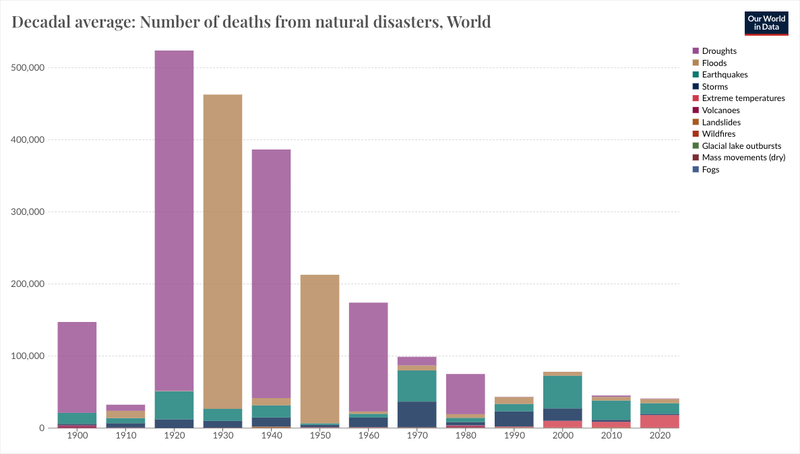 Decadal average: Number of deaths from natural disasters, World
Our World
in Data
500,000
400,000
300,000
200,000
100,000
0
1900 1910 1920 1930 1940 1950 1960 1970 1980 1990 2000 2010 2020
Droughts
Floods
Earthquakes
Storms
Extreme temperatures
Volcanoes
Landslides
Wildfires
Glacial lake outbursts
Mass movements (dry)
Fogs